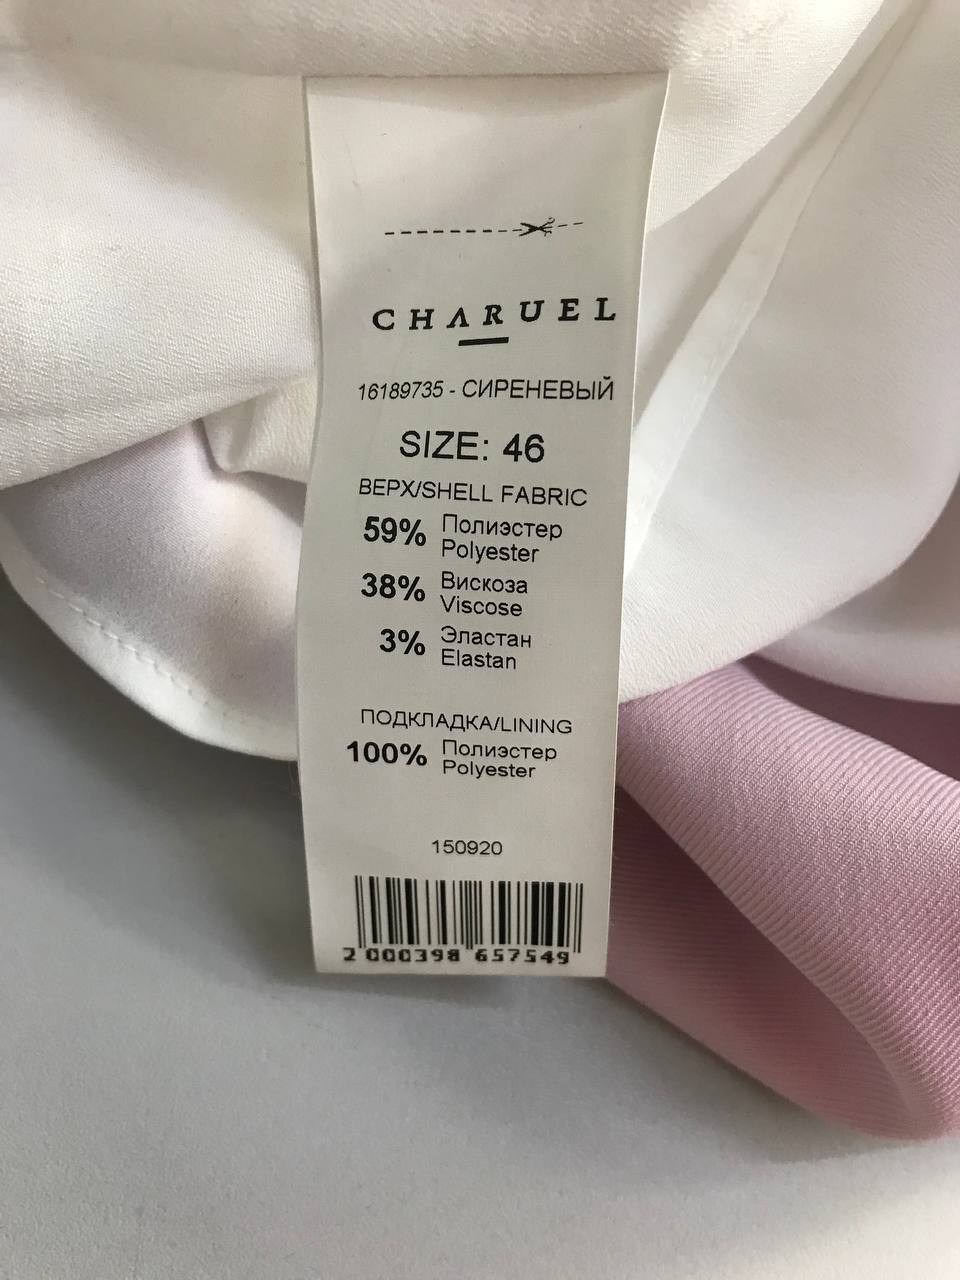 CHARUEL
16189735 - СИРЕНЕВЫЙ
SIZE: 46
ВЕРХ/SHELL FABRIC
59% Полиэстер
Polyester
38% Вискоза
Viscose
3% Эластан
Elastan
ПОДКЛАДКА/LINING
100% Полиэстер
Polyester
150920
2 000398 657549